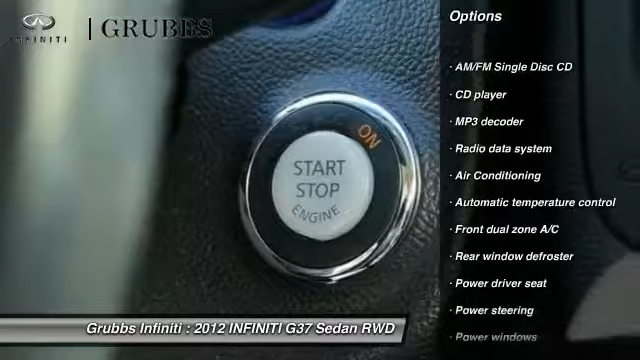 INFINITI
| GRUBBS
Options
· AM/FM Single Disc CD
· CD player
· MP3 decoder
· Radio data system
· Air Conditioning
· Automatic temperature control
· Front dual zone A/C
· Rear window defroster
· Power driver seat
· Power steering
· Power windows
ON
START
STOP
ENGINE
Grubbs Infiniti : 2012 INFINITI G37 Sedan RWD